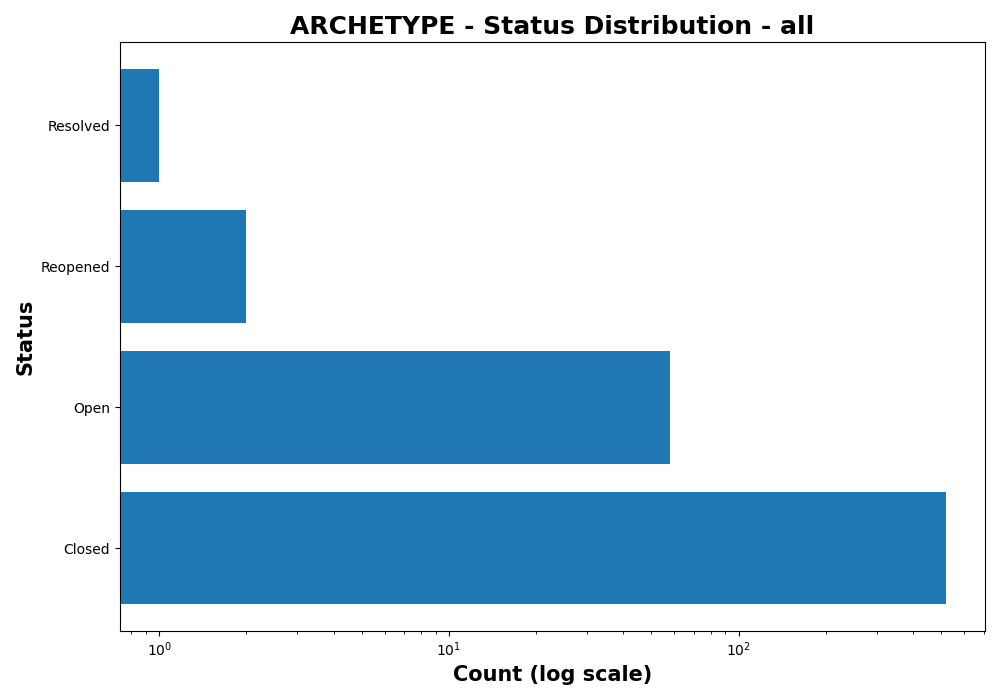 ARCHETYPE - Status Distribution - all
Resolved
Reopened
Open
Closed
Status
10⁰ 10¹ 10²
Count (log scale)